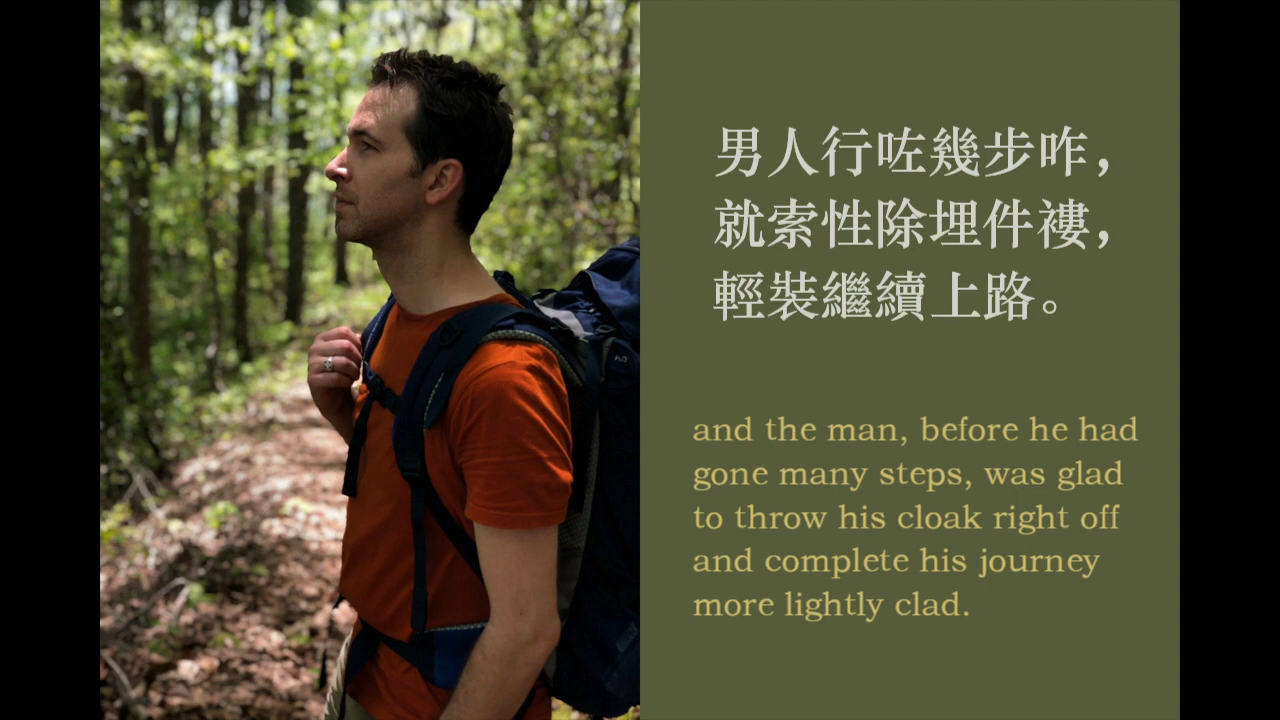 男人行咗幾步咋，
就索性除埋件褸，
輕裝繼續上路。
and the man, before he had
gone many steps, was glad
to throw his cloak right off
and complete his journey
more lightly clad.